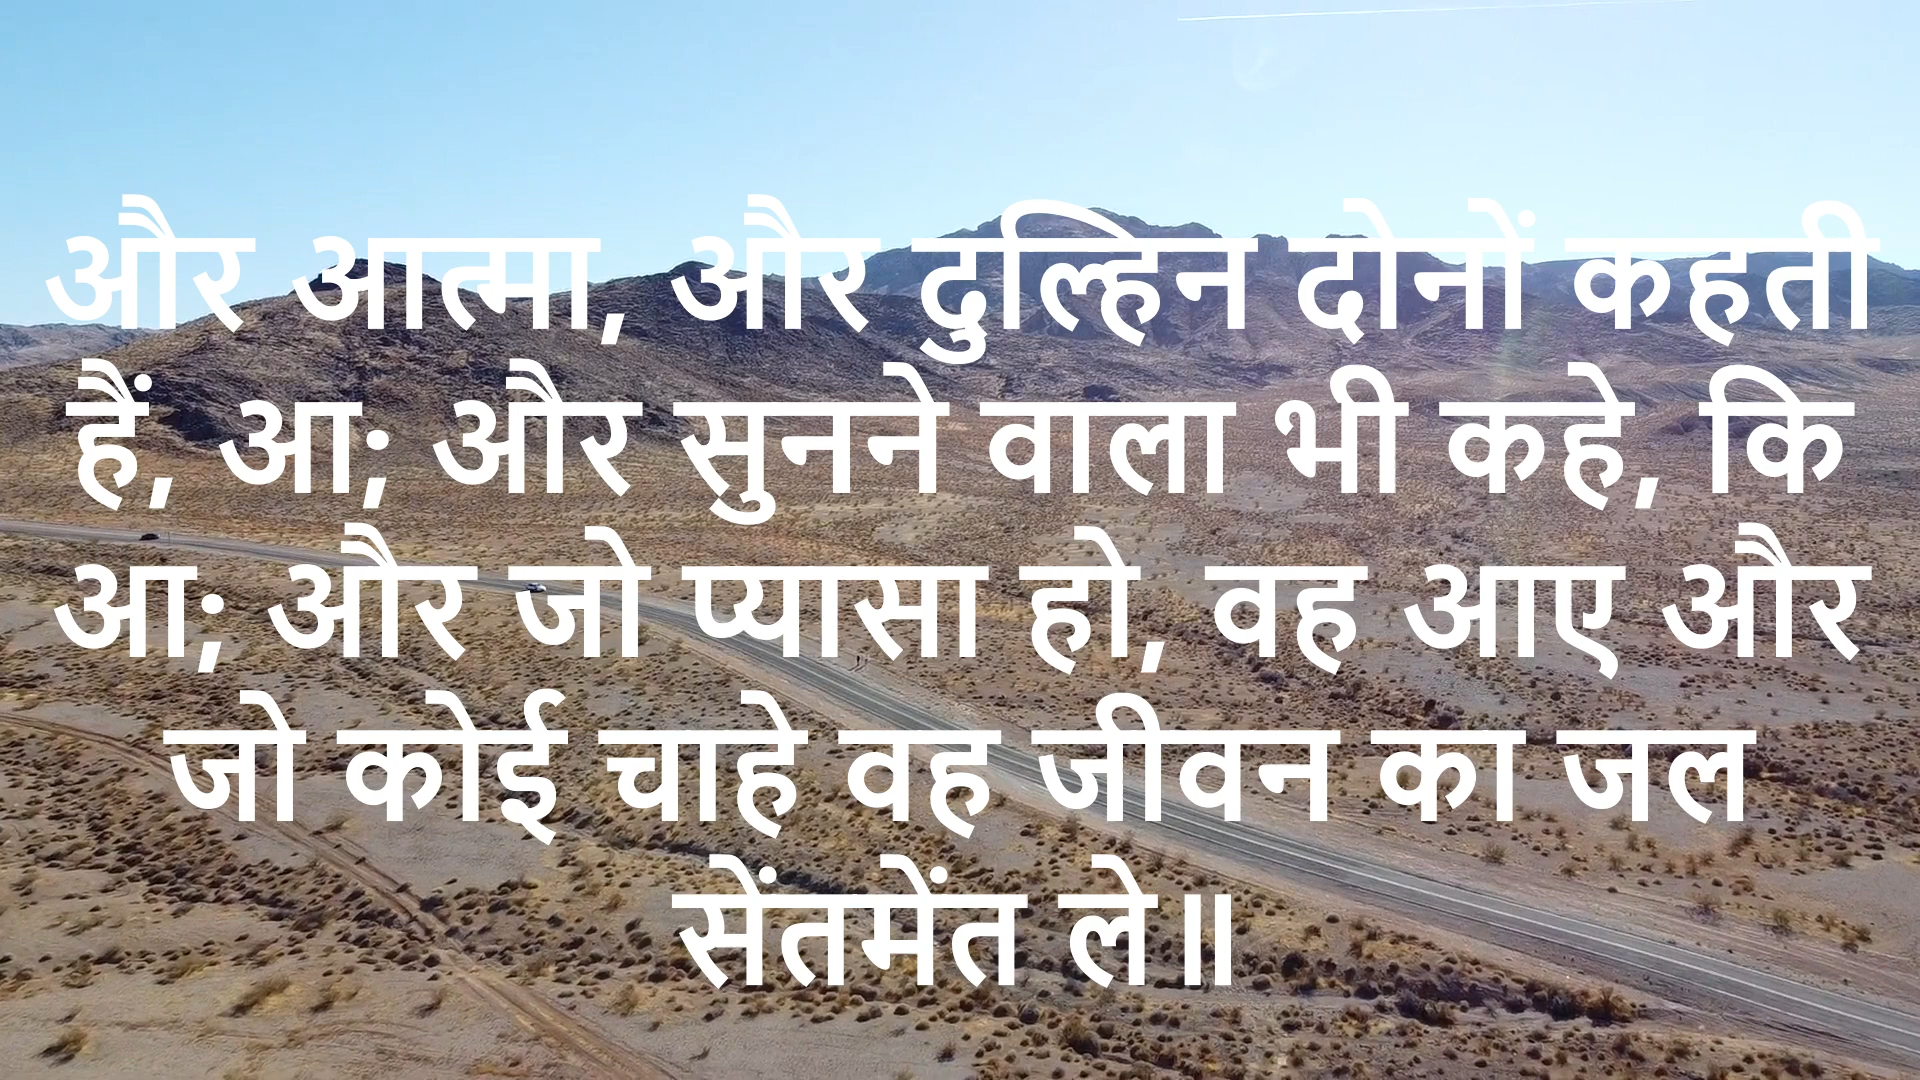 और आत्मा, और दुल्हिन दोनों कहती
हैं, आ; और सुनने वाला भी कहे, कि
आ; और जो प्यासा हो, वह आए और
जो कोई चाहे वह जीवन का जल
सेंतमेंत ले॥